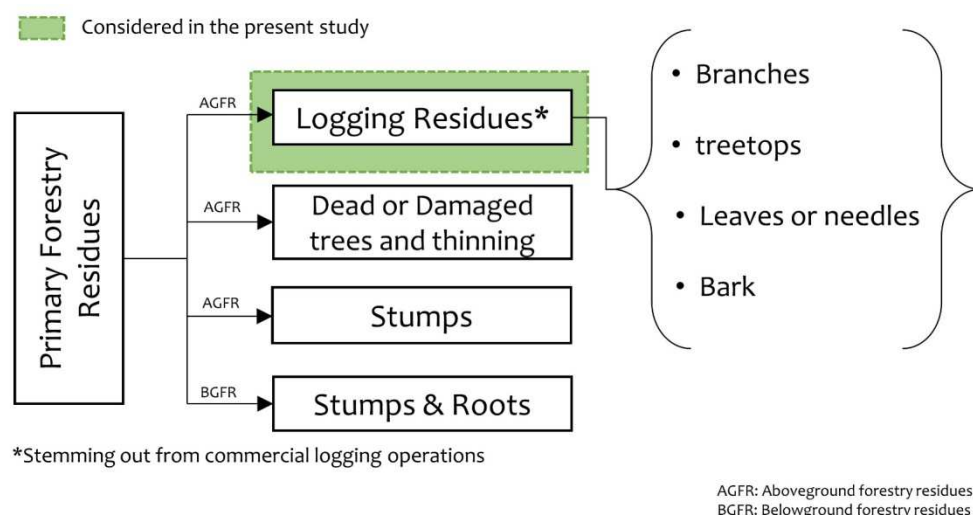 Considered in the present study
Primary Forestry
Residues
AGFR
Logging Residues*
AGFR
Dead or Damaged
trees and thinning
AGFR
Stumps
BGFR
Stumps & Roots
• Branches
• treetops
• Leaves or needles
• Bark
*Stemming out from commercial logging operations
AGFR: Aboveground forestry residues
BGFR: Belowground forestry residues